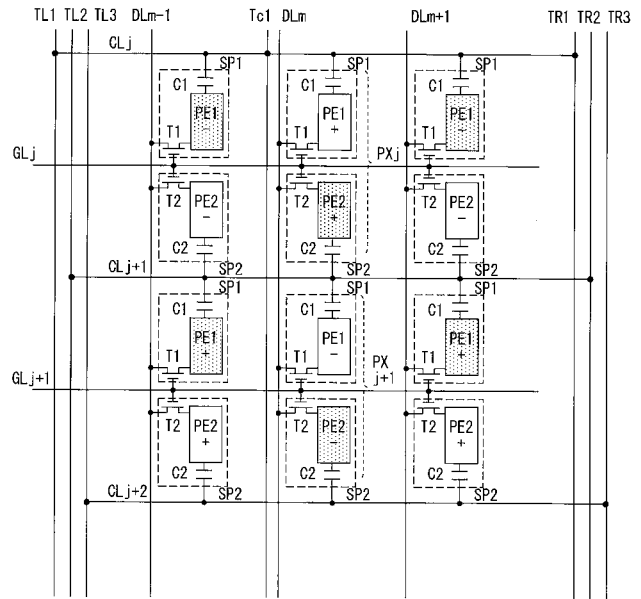 TL1 TL2 TL3 DLm-1 Tc1 DLm DLm+1 TR1 TR2 TR3
CLj
SP1 SP1 SP1
C1 C1 C1
PE1 - PE1 + PE1 -
T1 T1 T1
GLj PXj
T2 T2 T2
PE2 - PE2 + PE2 -
C2 C2 C2
CLj+1 SP2 SP2 SP2
SP1 SP1 SP1
C1 C1 C1
PE1 + PE1 - PE1 +
T1 T1 T1
PX
GLj+1 j+1
T2 T2 T2
PE2 + PE2 - PE2 +
C2 C2 C2
CLj+2 SP2 SP2 SP2